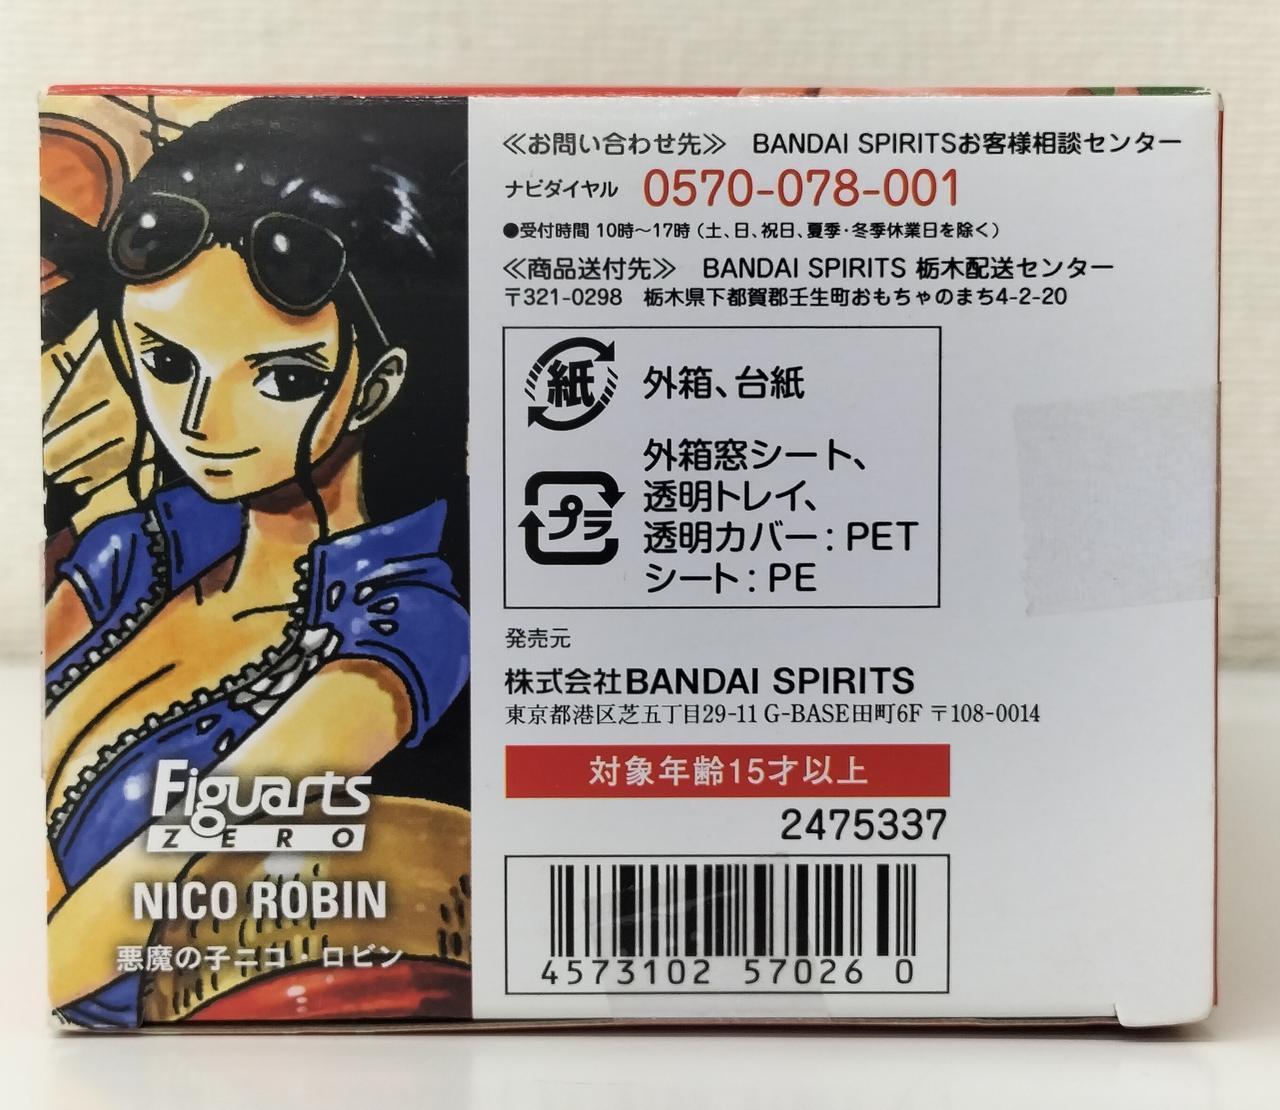 ≪お問い合わせ先≫ BANDAI SPIRITSお客様相談センター
ナビダイヤル 0570-078-001
●受付時間 10時～17時（土、日、祝日、夏季・冬季休業日を除く）
≪商品送付先≫ BANDAI SPIRITS 栃木配送センター
〒321-0298 栃木県下都賀郡壬生町おもちゃのまち4-2-20
紙 外箱、台紙
外箱窓シート、
プラ 透明トレイ、
透明カバー：PET
シート：PE
発売元
株式会社BANDAI SPIRITS
東京都港区芝五丁目29-11 G-BASE田町6F 〒108-0014
対象年齢15才以上
2475337
4573102 57026 0
Figuarts
ZERO
NICO ROBIN
悪魔の子ニコ・ロビン